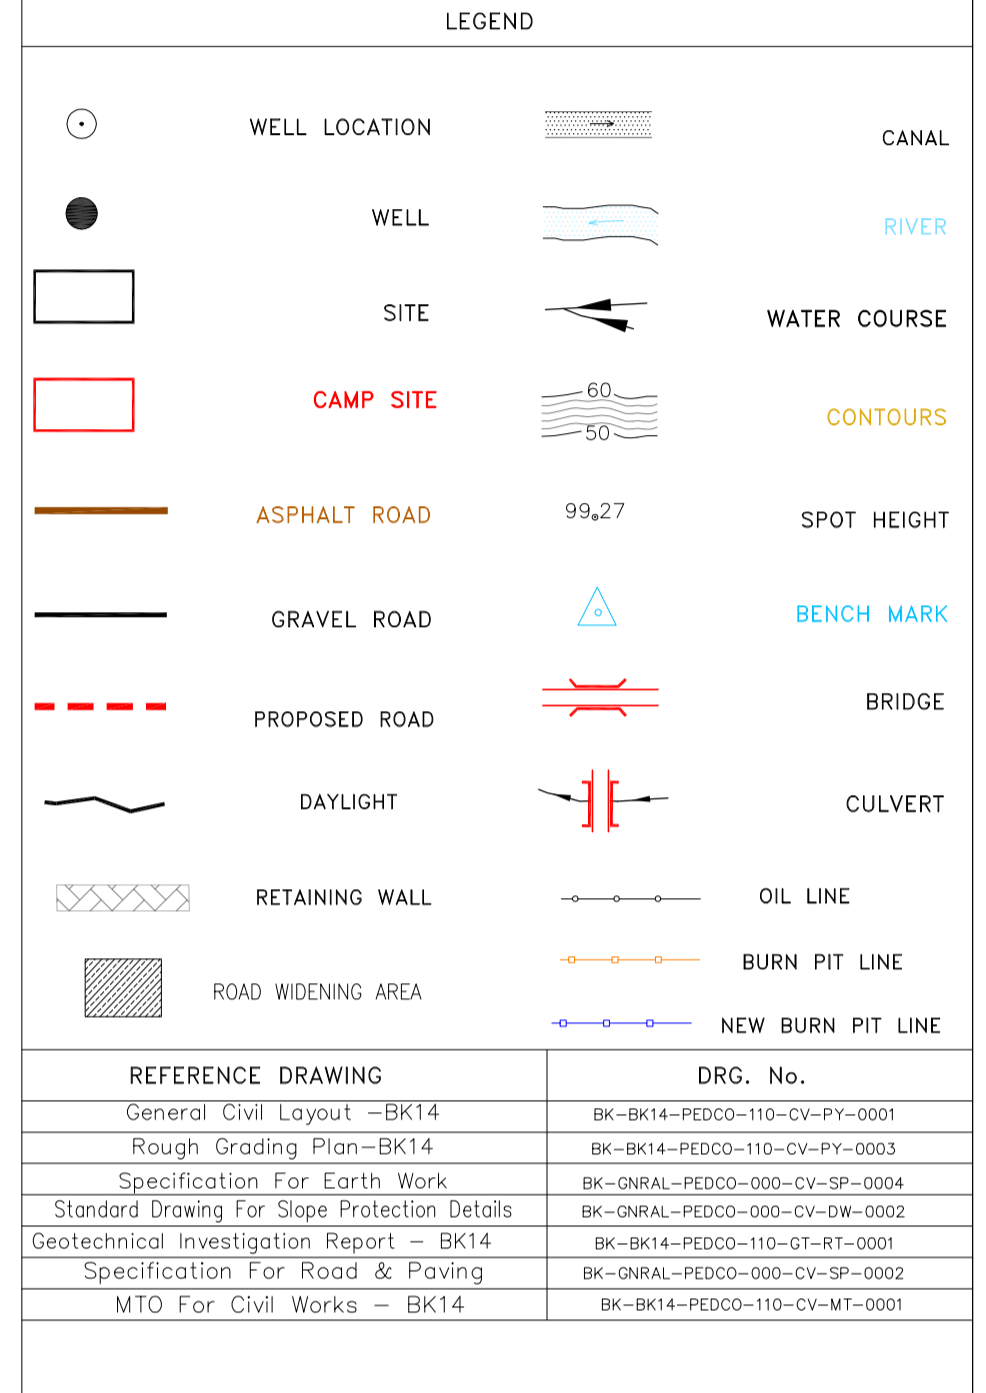 LEGEND
WELL LOCATION
CANAL
WELL
RIVER
SITE
WATER COURSE
CAMP SITE
60
50
CONTOURS
ASPHALT ROAD
99.27
SPOT HEIGHT
GRAVEL ROAD
BENCH MARK
PROPOSED ROAD
BRIDGE
DAYLIGHT
CULVERT
RETAINING WALL
OIL LINE
ROAD WIDENING AREA
BURN PIT LINE
NEW BURN PIT LINE
REFERENCE DRAWING DRG. No.
General Civil Layout -BK14 BK-BK14-PEDCO-110-CV-PY-0001
Rough Grading Plan-BK14 BK-BK14-PEDCO-110-CV-PY-0003
Specification For Earth Work BK-GNRAL-PEDCO-000-CV-SP-0004
Standard Drawing For Slope Protection Details BK-GNRAL-PEDCO-000-CV-DW-0002
Geotechnical Investigation Report - BK14 BK-BK14-PEDCO-110-GT-RT-0001
Specification For Road & Paving BK-GNRAL-PEDCO-000-CV-SP-0002
MTO For Civil Works - BK14 BK-BK14-PEDCO-110-CV-MT-0001